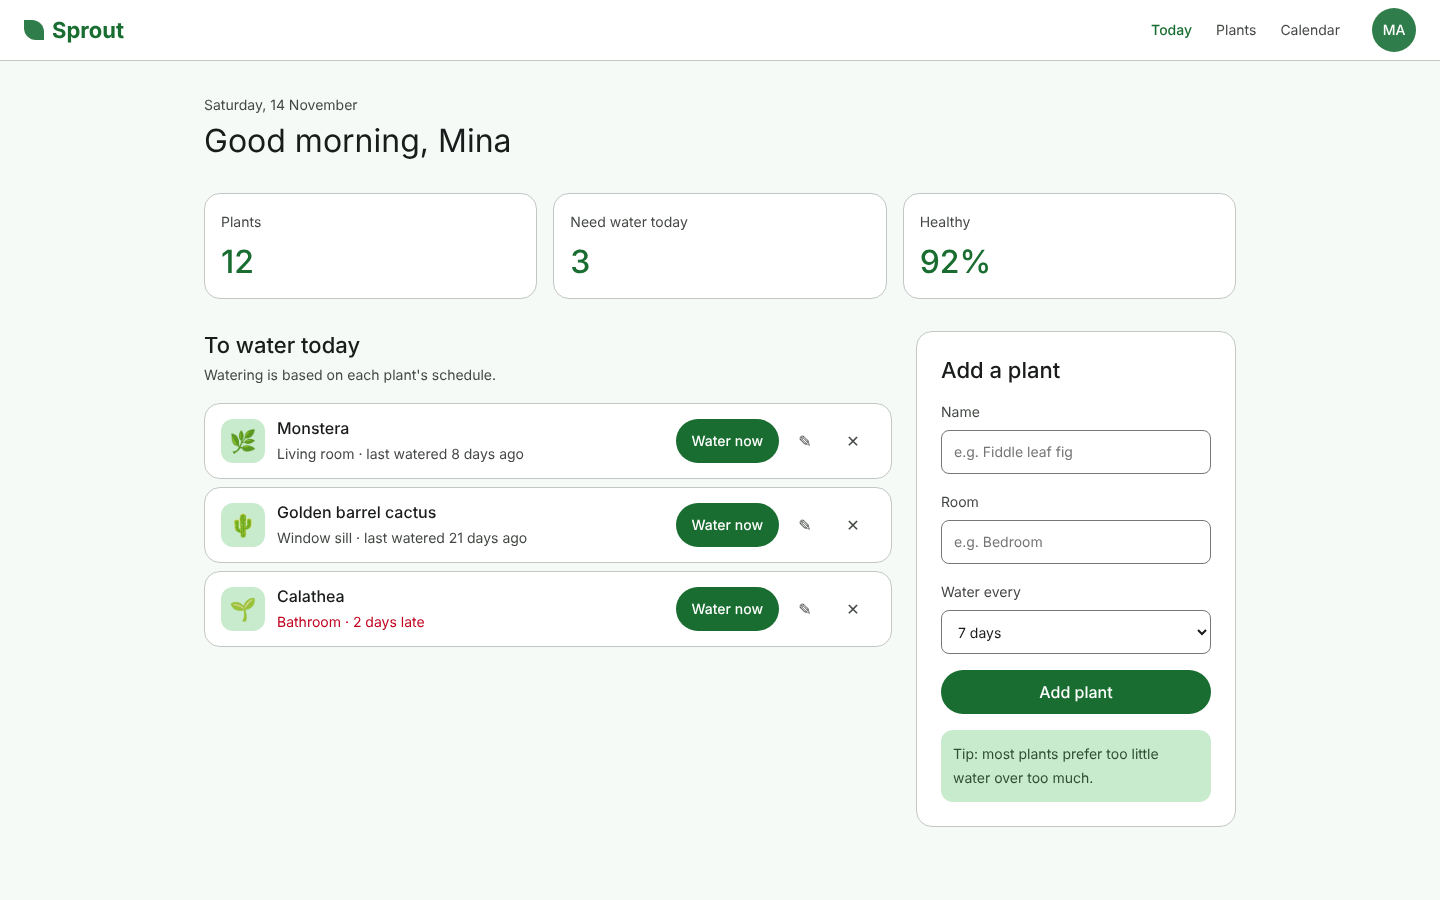 Sprout
Today
Plants
Calendar
MA
Saturday, 14 November
Good morning, Mina
Plants
12
Need water today
3
Healthy
92%
To water today
Watering is based on each plant's schedule.
Monstera
Living room · last watered 8 days ago
Water now
Golden barrel cactus
Window sill · last watered 21 days ago
Water now
Calathea
Bathroom · 2 days late
Water now
Add a plant
Name
e.g. Fiddle leaf fig
Room
e.g. Bedroom
Water every
7 days
Add plant
Tip: most plants prefer too little
water over too much.